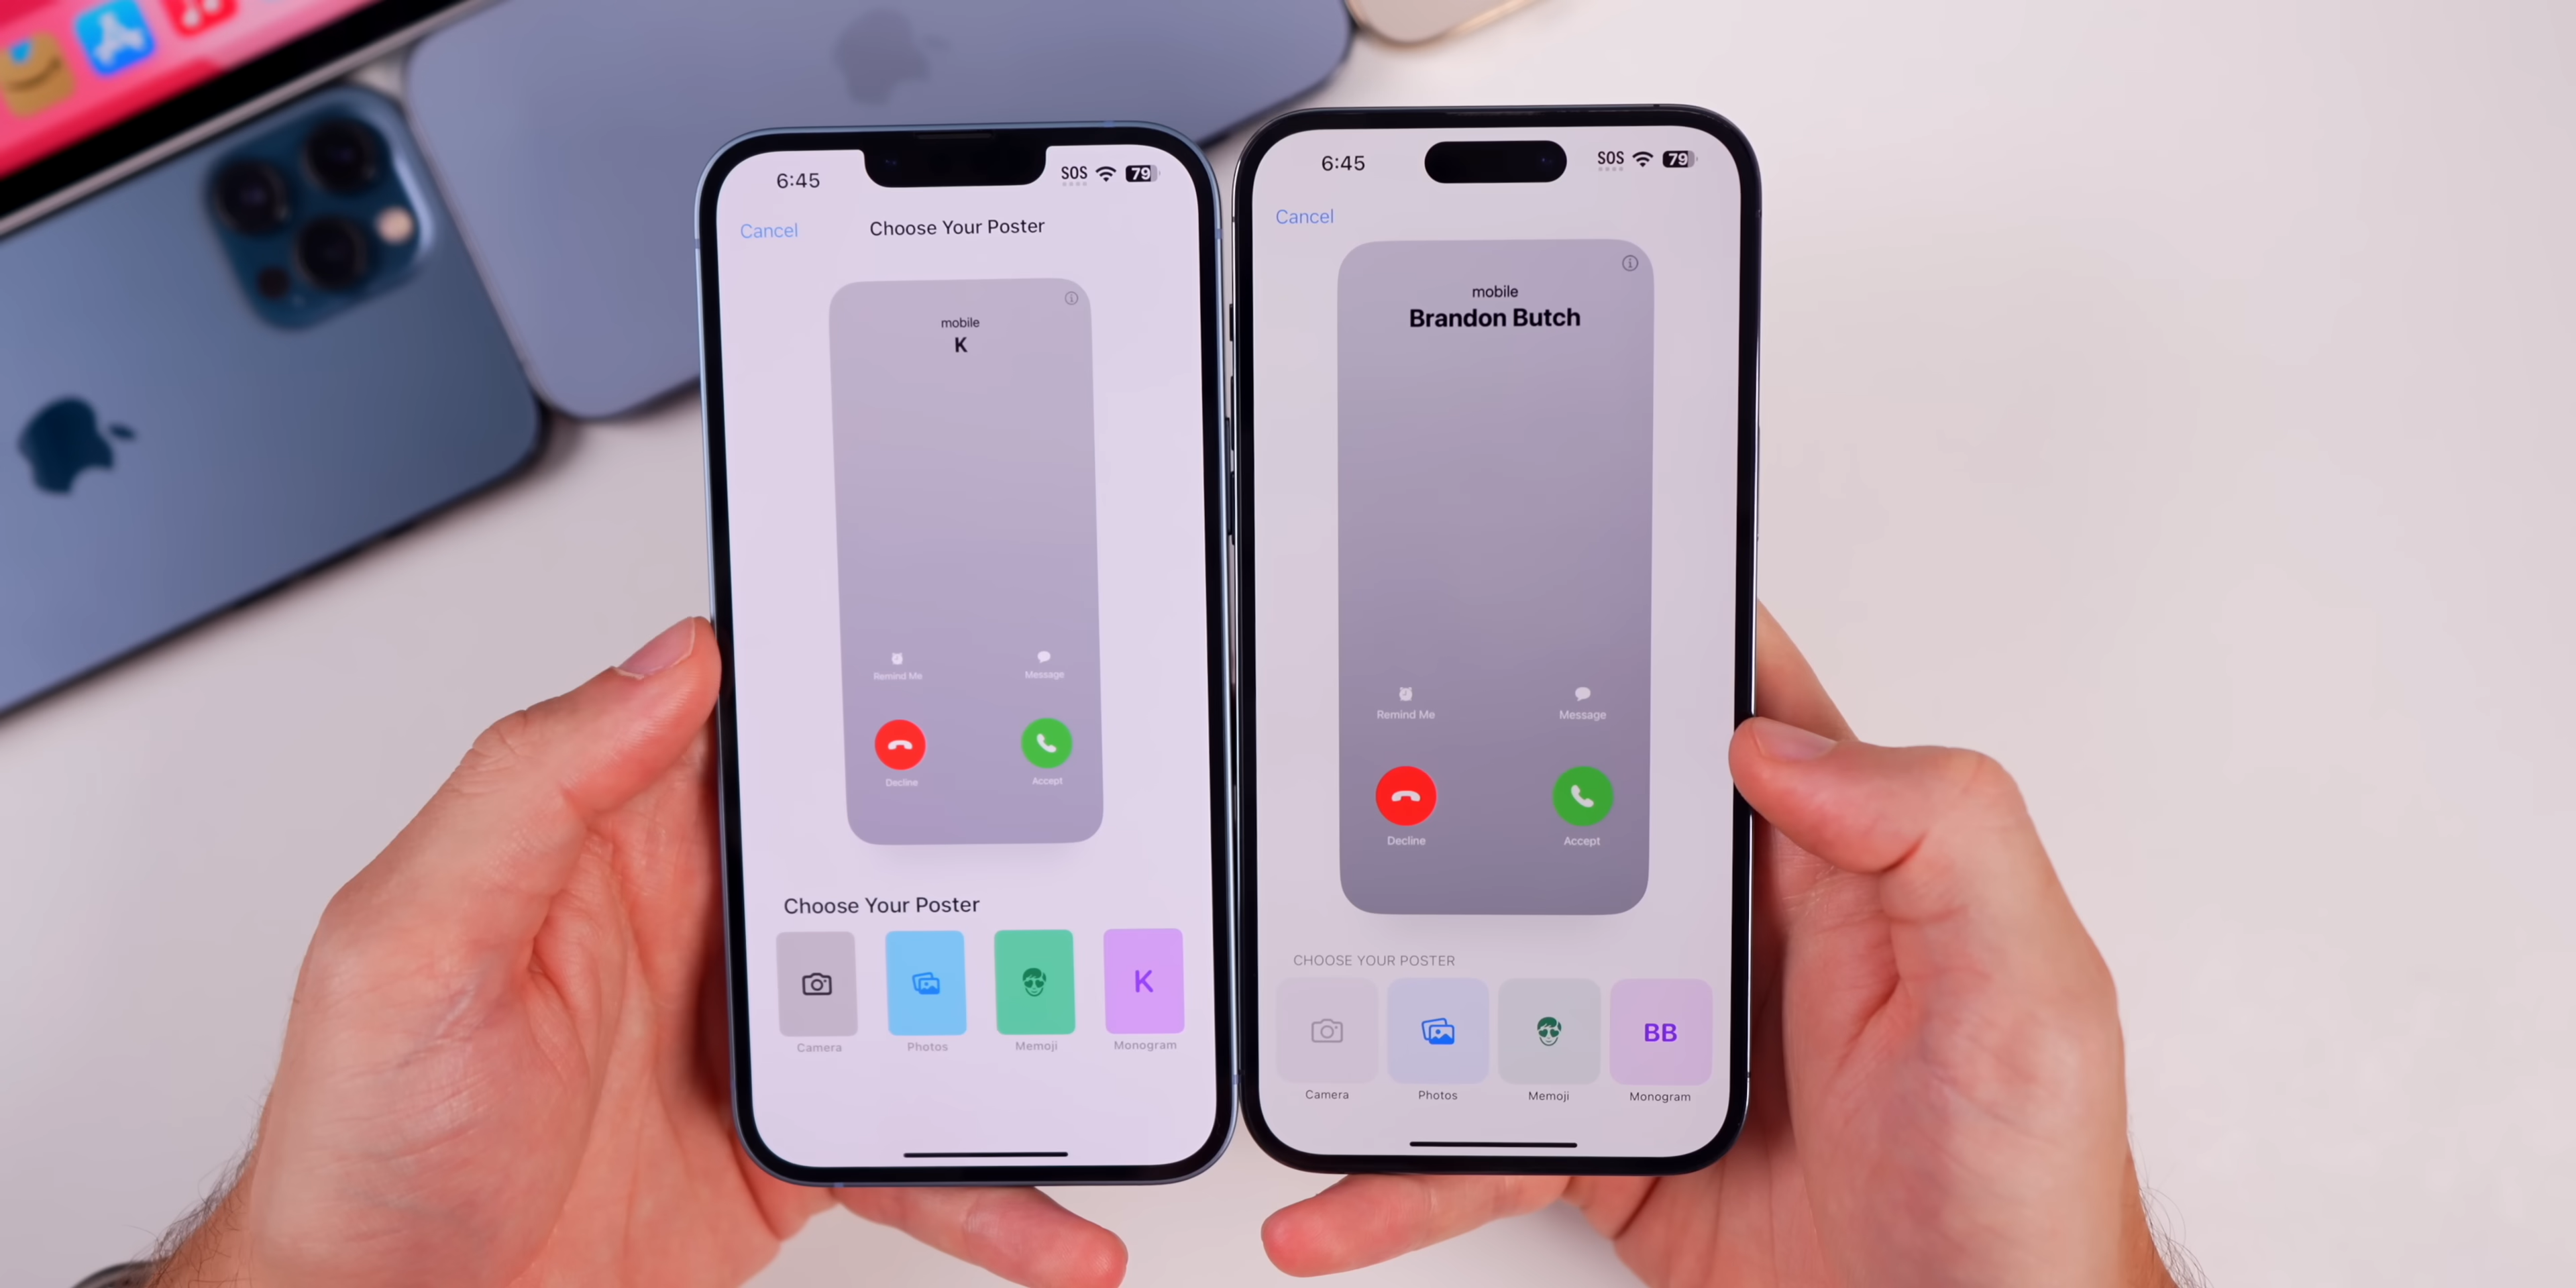 6:45
SOS
79
Cancel
Choose Your Poster
mobile
K
Remind Me
Message
Decline
Accept
Choose Your Poster
K
Camera
Photos
Memoji
Monogram
6:45
SOS
79
Cancel
mobile
Brandon Butch
Remind Me
Message
Decline
Accept
CHOOSE YOUR POSTER
BB
Camera
Photos
Memoji
Monogram